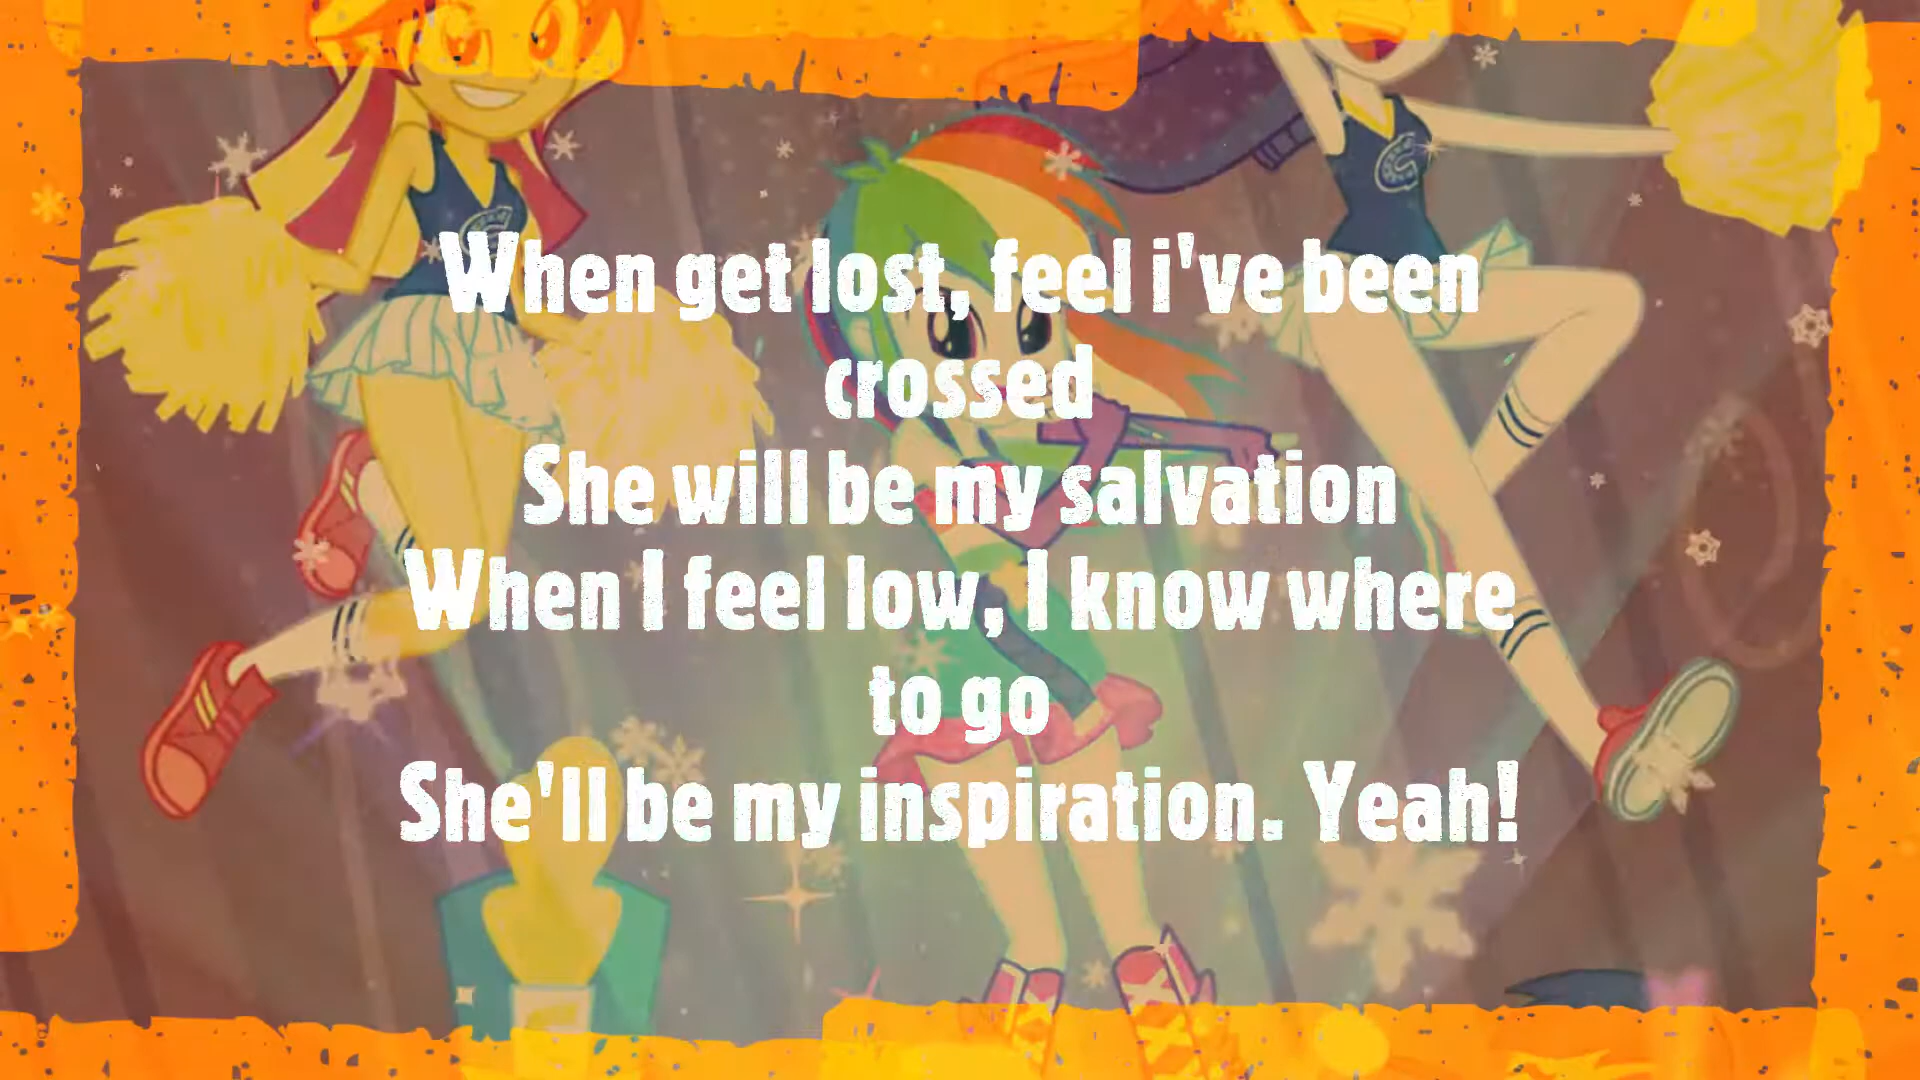 When get lost, feel i've been
crossed
She will be my salvation
When I feel low, I know where
to go
She'll be my inspiration. Yeah!